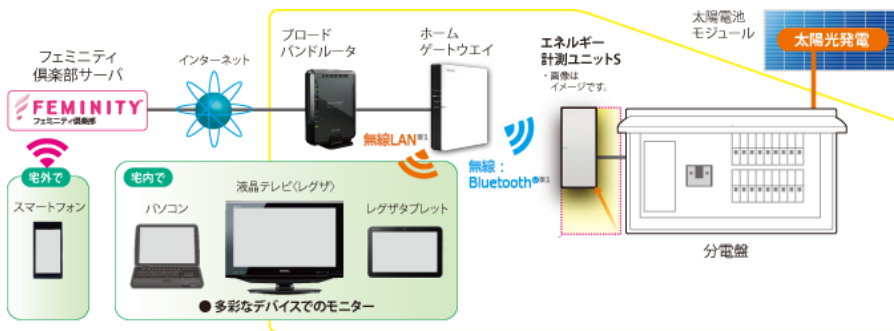 フェミニティ
倶楽部サーバ
FEMINITY
フェミニティ倶楽部
インターネット
ブロード
バンドルータ
ホーム
ゲートウエイ
エネルギー
計測ユニットS
・画像は
イメージです。
太陽電池
モジュール
太陽光発電
無線LAN※1
無線：
Bluetooth®※1
宅外で
スマートフォン
宅内で
パソコン
液晶テレビ〈レグザ〉
レグザタブレット
●多彩なデバイスでのモニター
分電盤